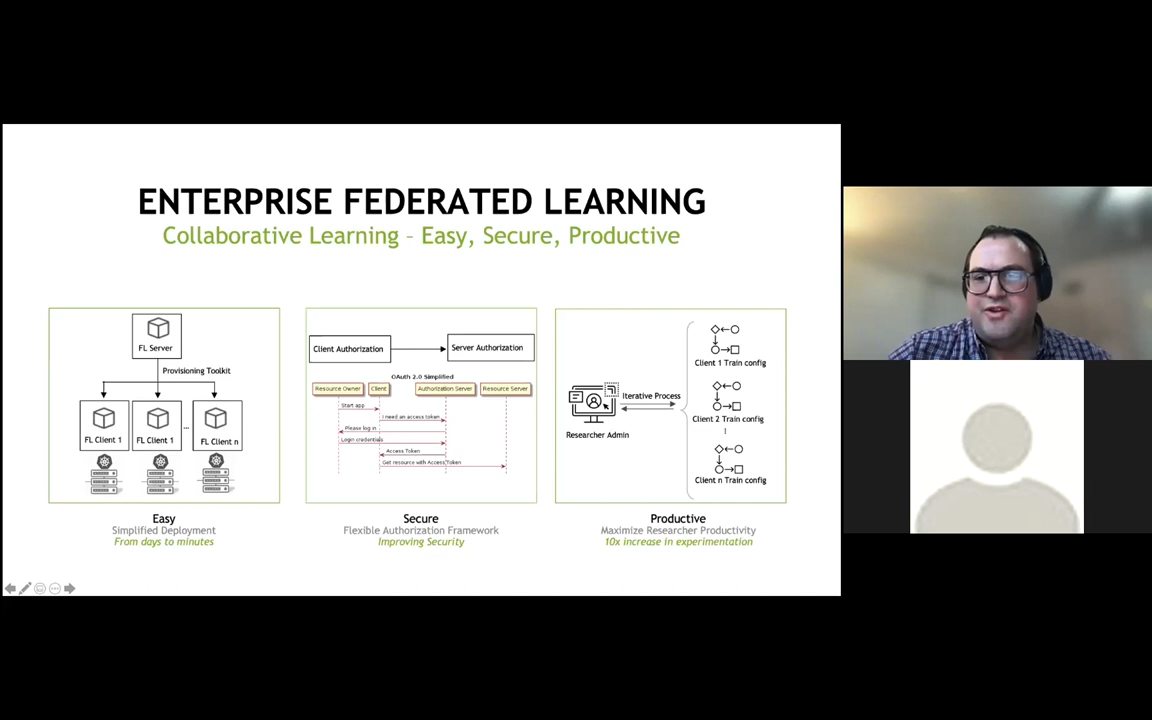 ENTERPRISE FEDERATED LEARNING
Collaborative Learning – Easy, Secure, Productive
FL Server
Provisioning Toolkit
FL Client 1
FL Client 1
...
FL Client n
Easy
Simplified Deployment
From days to minutes
Client Authorization
Server Authorization
OAuth 2.0 Simplified
Resource Owner
Client
Authorization Server
Resource Server
Start app
I need an access token
Please log in
Login credentials
Access Token
Get resource with Access Token
Secure
Flexible Authorization Framework
Improving Security
Researcher Admin
Iterative Process
Client 1 Train config
Client 2 Train config
Client n Train config
Productive
Maximize Researcher Productivity
10x increase in experimentation